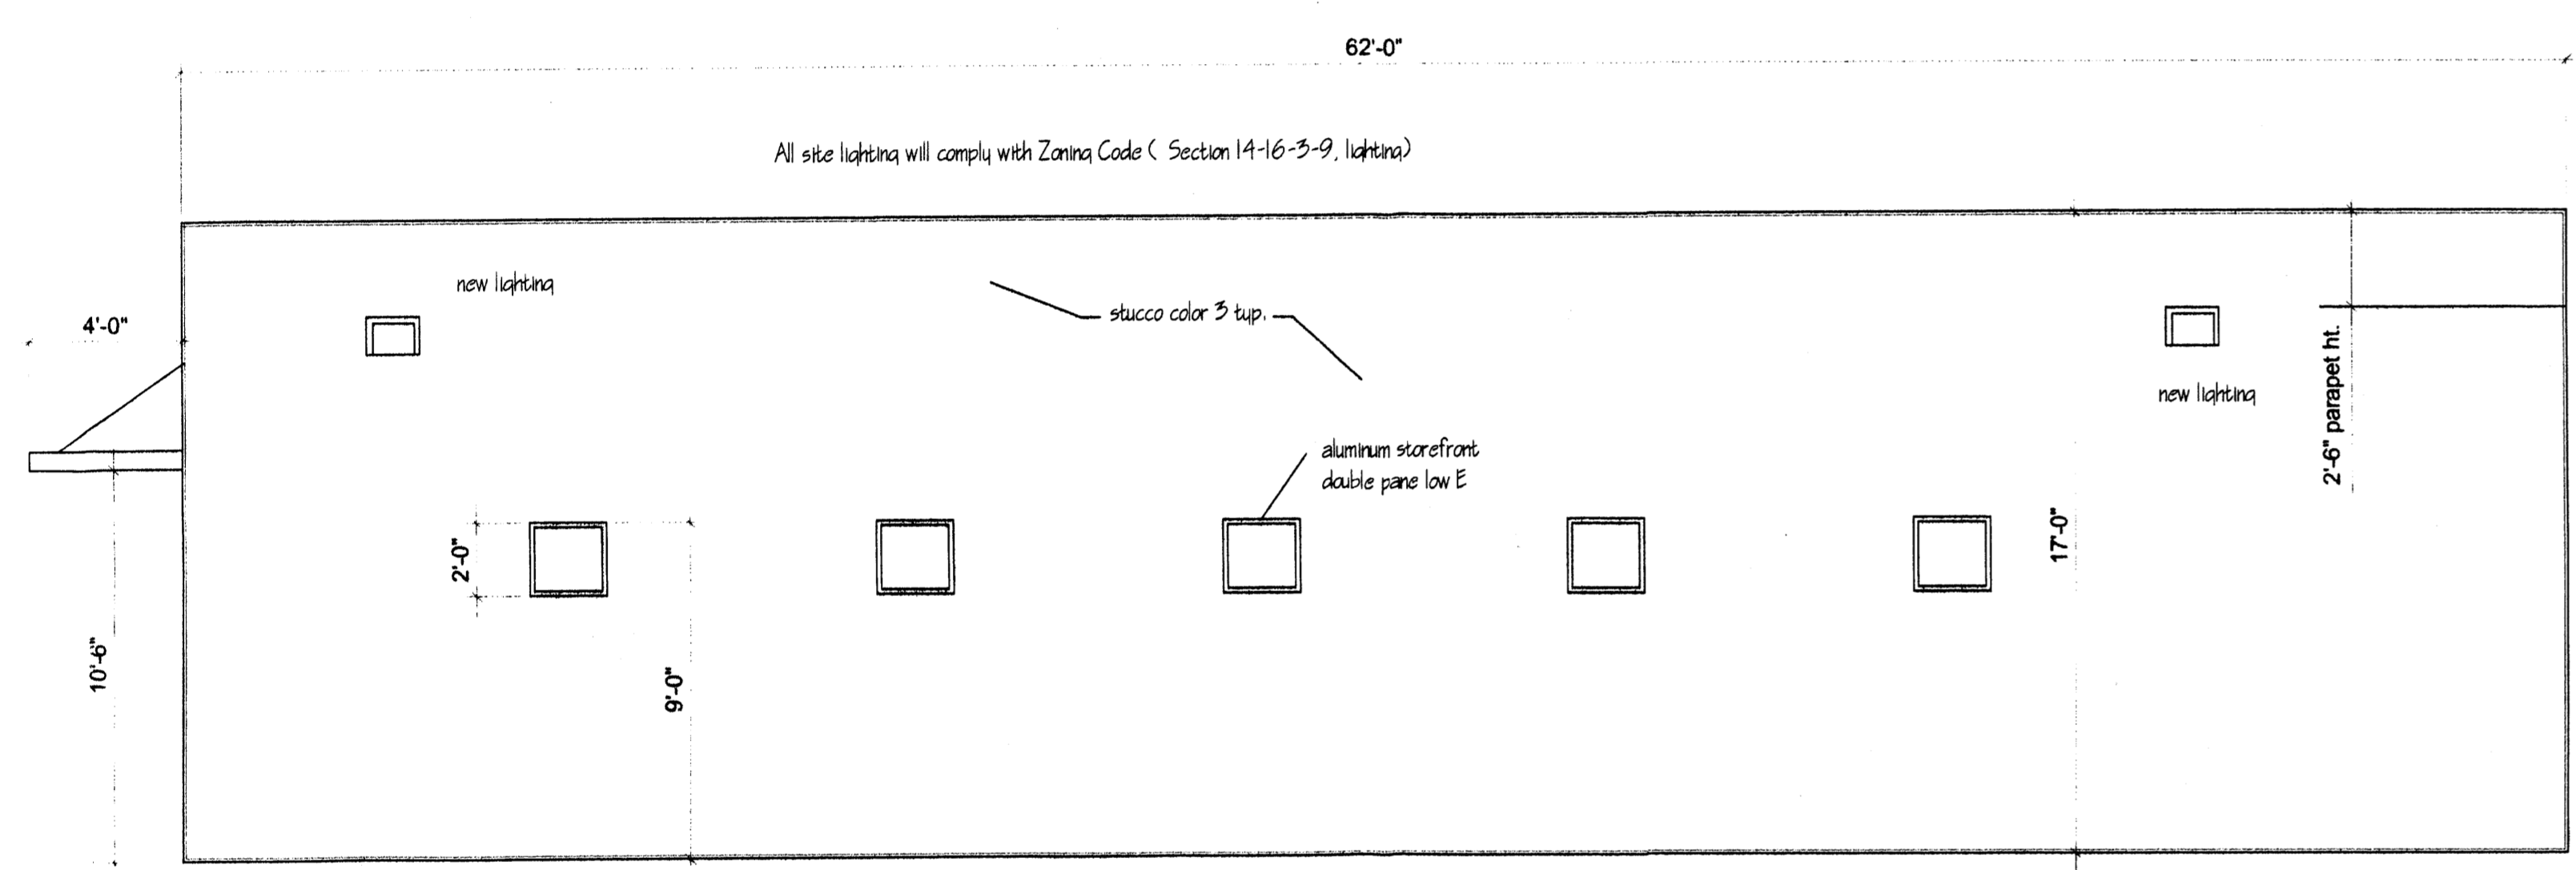 62'-0"
All site lighting will comply with Zoning Code ( Section 14-16-3-9, lighting)
new lighting
stucco color 3 typ.
4'-0"
new lighting
2'-6" parapet ht.
aluminum storefront
double pane low E
2'-0"
17'-0"
10'-6"
9'-0"